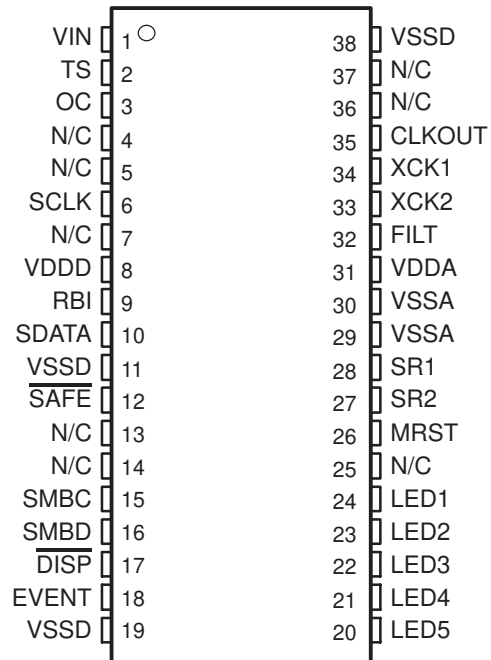 VIN 1 38 VSSD
TS 2 37 N/C
OC 3 36 N/C
N/C 4 35 CLKOUT
N/C 5 34 XCK1
SCLK 6 33 XCK2
N/C 7 32 FILT
VDDD 8 31 VDDA
RBI 9 30 VSSA
SDATA 10 29 VSSA
VSSD 11 28 SR1
SAFE 12 27 SR2
N/C 13 26 MRST
N/C 14 25 N/C
SMBC 15 24 LED1
SMBD 16 23 LED2
DISP 17 22 LED3
EVENT 18 21 LED4
VSSD 19 20 LED5